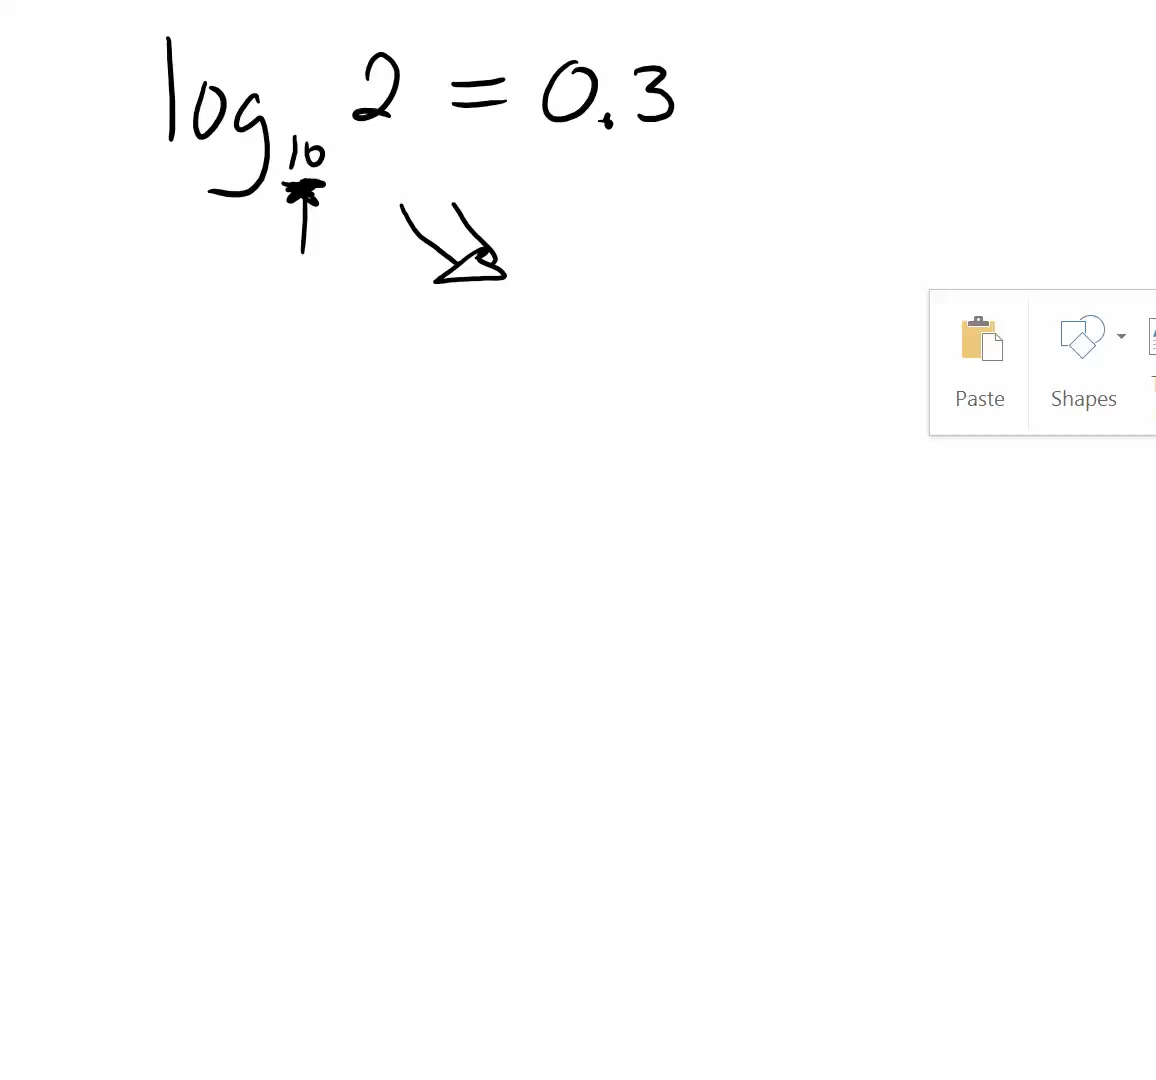 log₁₀ 2 = 0.3
Paste Shapes